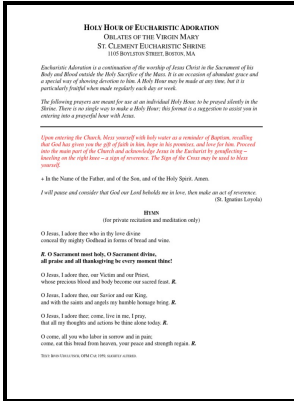 HOLY HOUR OF EUCHARISTIC ADORATION
OBLATES OF THE VIRGIN MARY
ST. CLEMENT EUCHARISTIC SHRINE
1105 BOYLSTON STREET, BOSTON, MA
Eucharistic Adoration is a continuation of the worship of Jesus Christ in the Sacrament of his
Body and Blood outside the Holy Sacrifice of the Mass. It is an occasion of abundant grace and
a special way of showing devotion to him. A Holy Hour may be made at any time, but it is
particularly fruitful when made regularly each day or week.
The following prayers are meant for use at an individual Holy Hour, to be prayed silently in the
Shrine. There is no single way to make a Holy Hour; this format is a suggestion to assist you in
entering into a prayerful hour with Jesus.
Upon entering the Church, bless yourself with holy water as a reminder of Baptism, recalling
that God has given you the gift of faith in him, hope in his promises, and love for him. Proceed
into the main part of the Church and acknowledge Jesus in the Eucharist by genuflecting –
kneeling on the right knee – a sign of reverence. The Sign of the Cross may be used to bless
yourself.
+ In the Name of the Father, and of the Son, and of the Holy Spirit. Amen.
I will pause and consider that God our Lord beholds me in love, then make an act of reverence.
(St. Ignatius Loyola)
HYMN
(for private recitation and meditation only)
O Jesus, I adore thee who in thy love divine
conceal thy mighty Godhead in forms of bread and wine.
R. O Sacrament most holy, O Sacrament divine,
all praise and all thanksgiving be every moment thine!
O Jesus, I adore thee, our Victim and our Priest,
whose precious blood and body become our sacred feast. R.
O Jesus, I adore thee, our Savior and our King,
and with the saints and angels my humble homage bring. R.
O Jesus, I adore thee; come, live in me, I pray,
that all my thoughts and actions be thine alone today. R.
O come, all you who labor in sorrow and in pain;
come, eat this bread from heaven, your peace and strength regain. R.